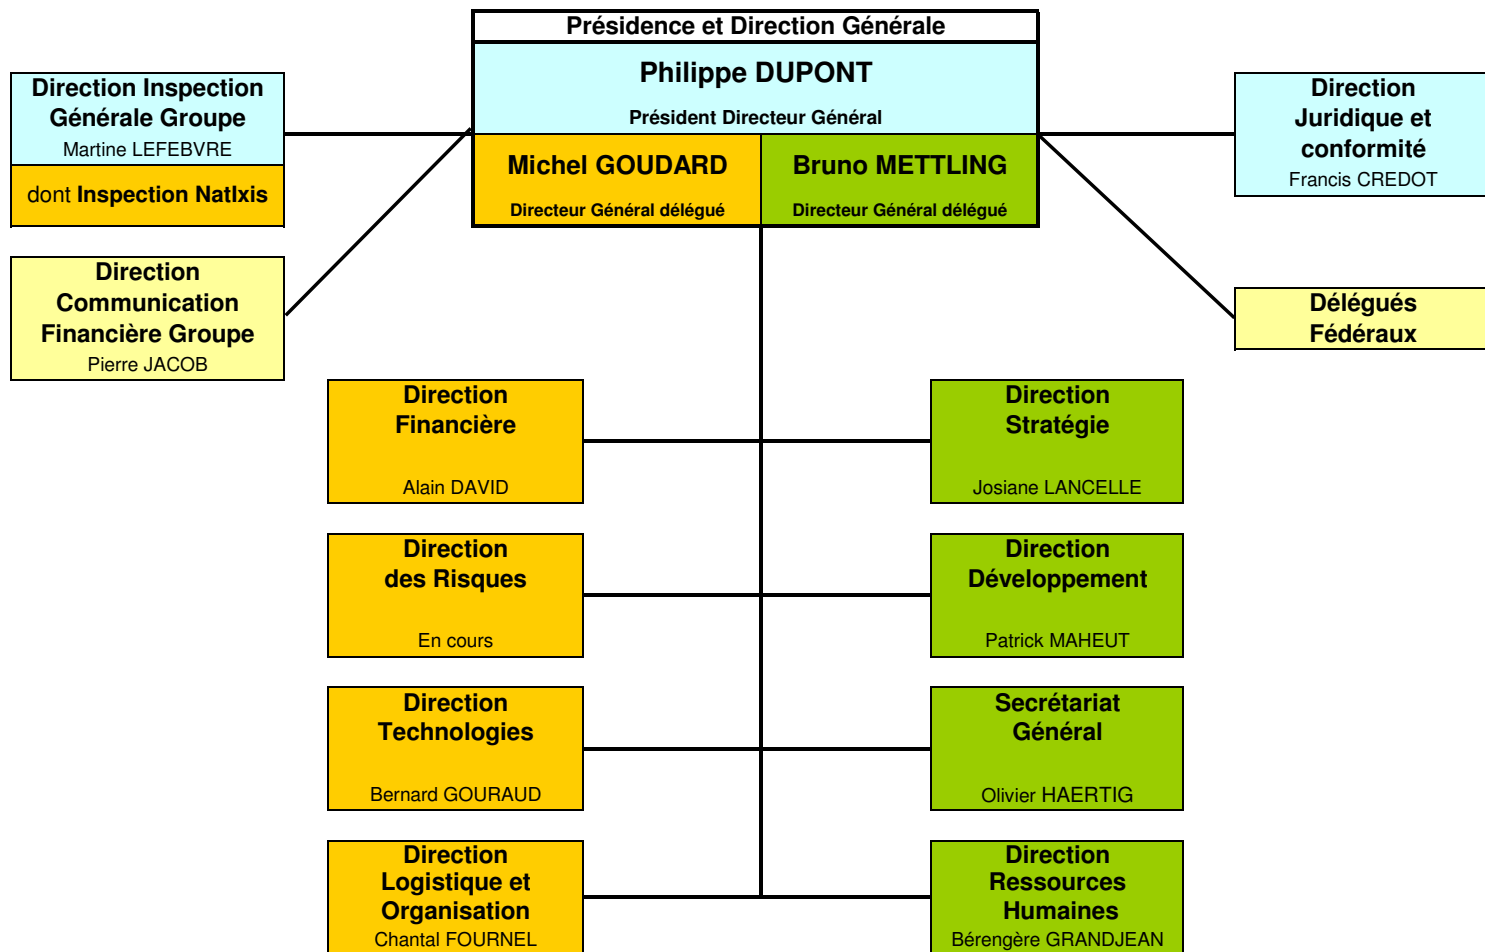 Présidence et Direction Générale
Philippe DUPONT
Président Directeur Général
Michel GOUDARD
Directeur Général délégué
Bruno METTLING
Directeur Général délégué
Direction Inspection
Générale Groupe
Martine LEFEBVRE
dont Inspection NatIxis
Direction
Juridique et
conformité
Francis CREDOT
Direction
Communication
Financière Groupe
Pierre JACOB
Délégués
Fédéraux
Direction
Financière
Alain DAVID
Direction
Stratégie
Josiane LANCELLE
Direction
des Risques
En cours
Direction
Développement
Patrick MAHEUT
Direction
Technologies
Bernard GOURAUD
Secrétariat
Général
Olivier HAERTIG
Direction
Logistique et
Organisation
Chantal FOURNEL
Direction
Ressources
Humaines
Bérengère GRANDJEAN